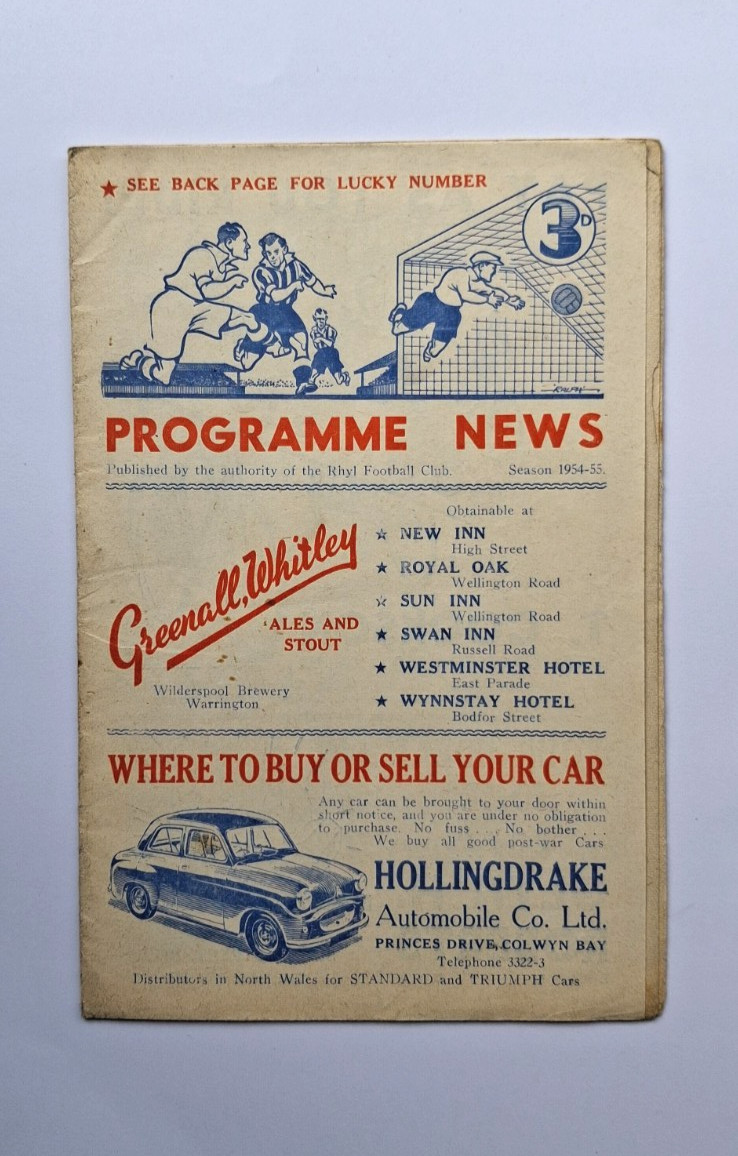 ★ SEE BACK PAGE FOR LUCKY NUMBER
3D
RALPH
PROGRAMME NEWS
Published by the authority of the Rhyl Football Club. Season 1954-55.
Greenall, Whitley
ALES AND
STOUT
Wilderspool Brewery
Warrington
Obtainable at
☆ NEW INN
High Street
★ ROYAL OAK
Wellington Road
☆ SUN INN
Wellington Road
★ SWAN INN
Russell Road
★ WESTMINSTER HOTEL
East Parade
★ WYNNSTAY HOTEL
Bodfor Street
WHERE TO BUY OR SELL YOUR CAR
Any car can be brought to your door within
short notice, and you are under no obligation
to purchase. No fuss . . . No bother . . .
We buy all good post-war Cars
HOLLINGDRAKE
Automobile Co. Ltd.
PRINCES DRIVE, COLWYN BAY
Telephone 3322-3
Distributors in North Wales for STANDARD and TRIUMPH Cars